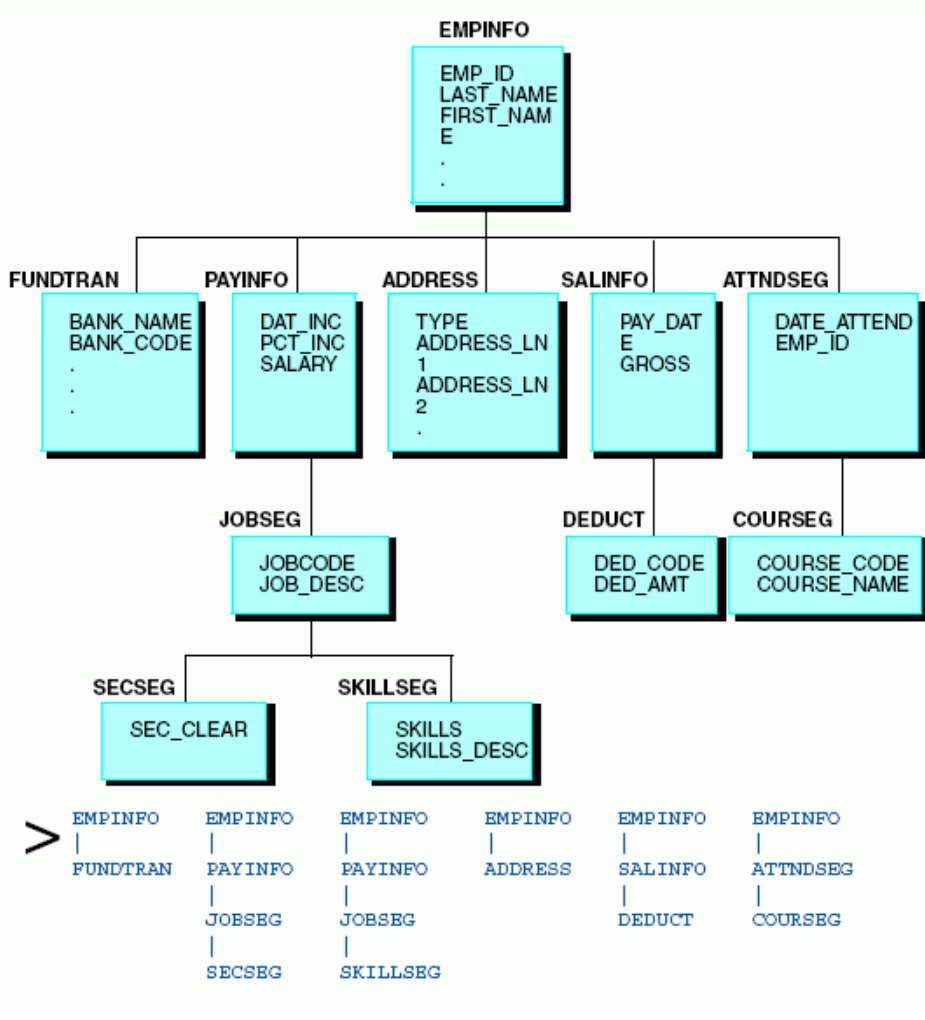 EMPINFO
EMP_ID
LAST_NAME
FIRST_NAM
E
.
.
FUNDTRAN
BANK_NAME
BANK_CODE
.
.
.
PAYINFO
DAT_INC
PCT_INC
SALARY
ADDRESS
TYPE
ADDRESS_LN
1
ADDRESS_LN
2
.
SALINFO
PAY_DAT
E
GROSS
ATTNDSEG
DATE_ATTEND
EMP_ID
JOBSEG
JOBCODE
JOB_DESC
DEDUCT
DED_CODE
DED_AMT
COURSEG
COURSE_CODE
COURSE_NAME
SECSEG
SEC_CLEAR
SKILLSEG
SKILLS
SKILLS_DESC
> EMPINFO EMPINFO EMPINFO EMPINFO EMPINFO EMPINFO
| | | | | |
FUNDTRAN PAYINFO PAYINFO ADDRESS SALINFO ATTNDSEG
| | | |
JOBSEG JOBSEG DEDUCT COURSEG
| |
SECSEG SKILLSEG